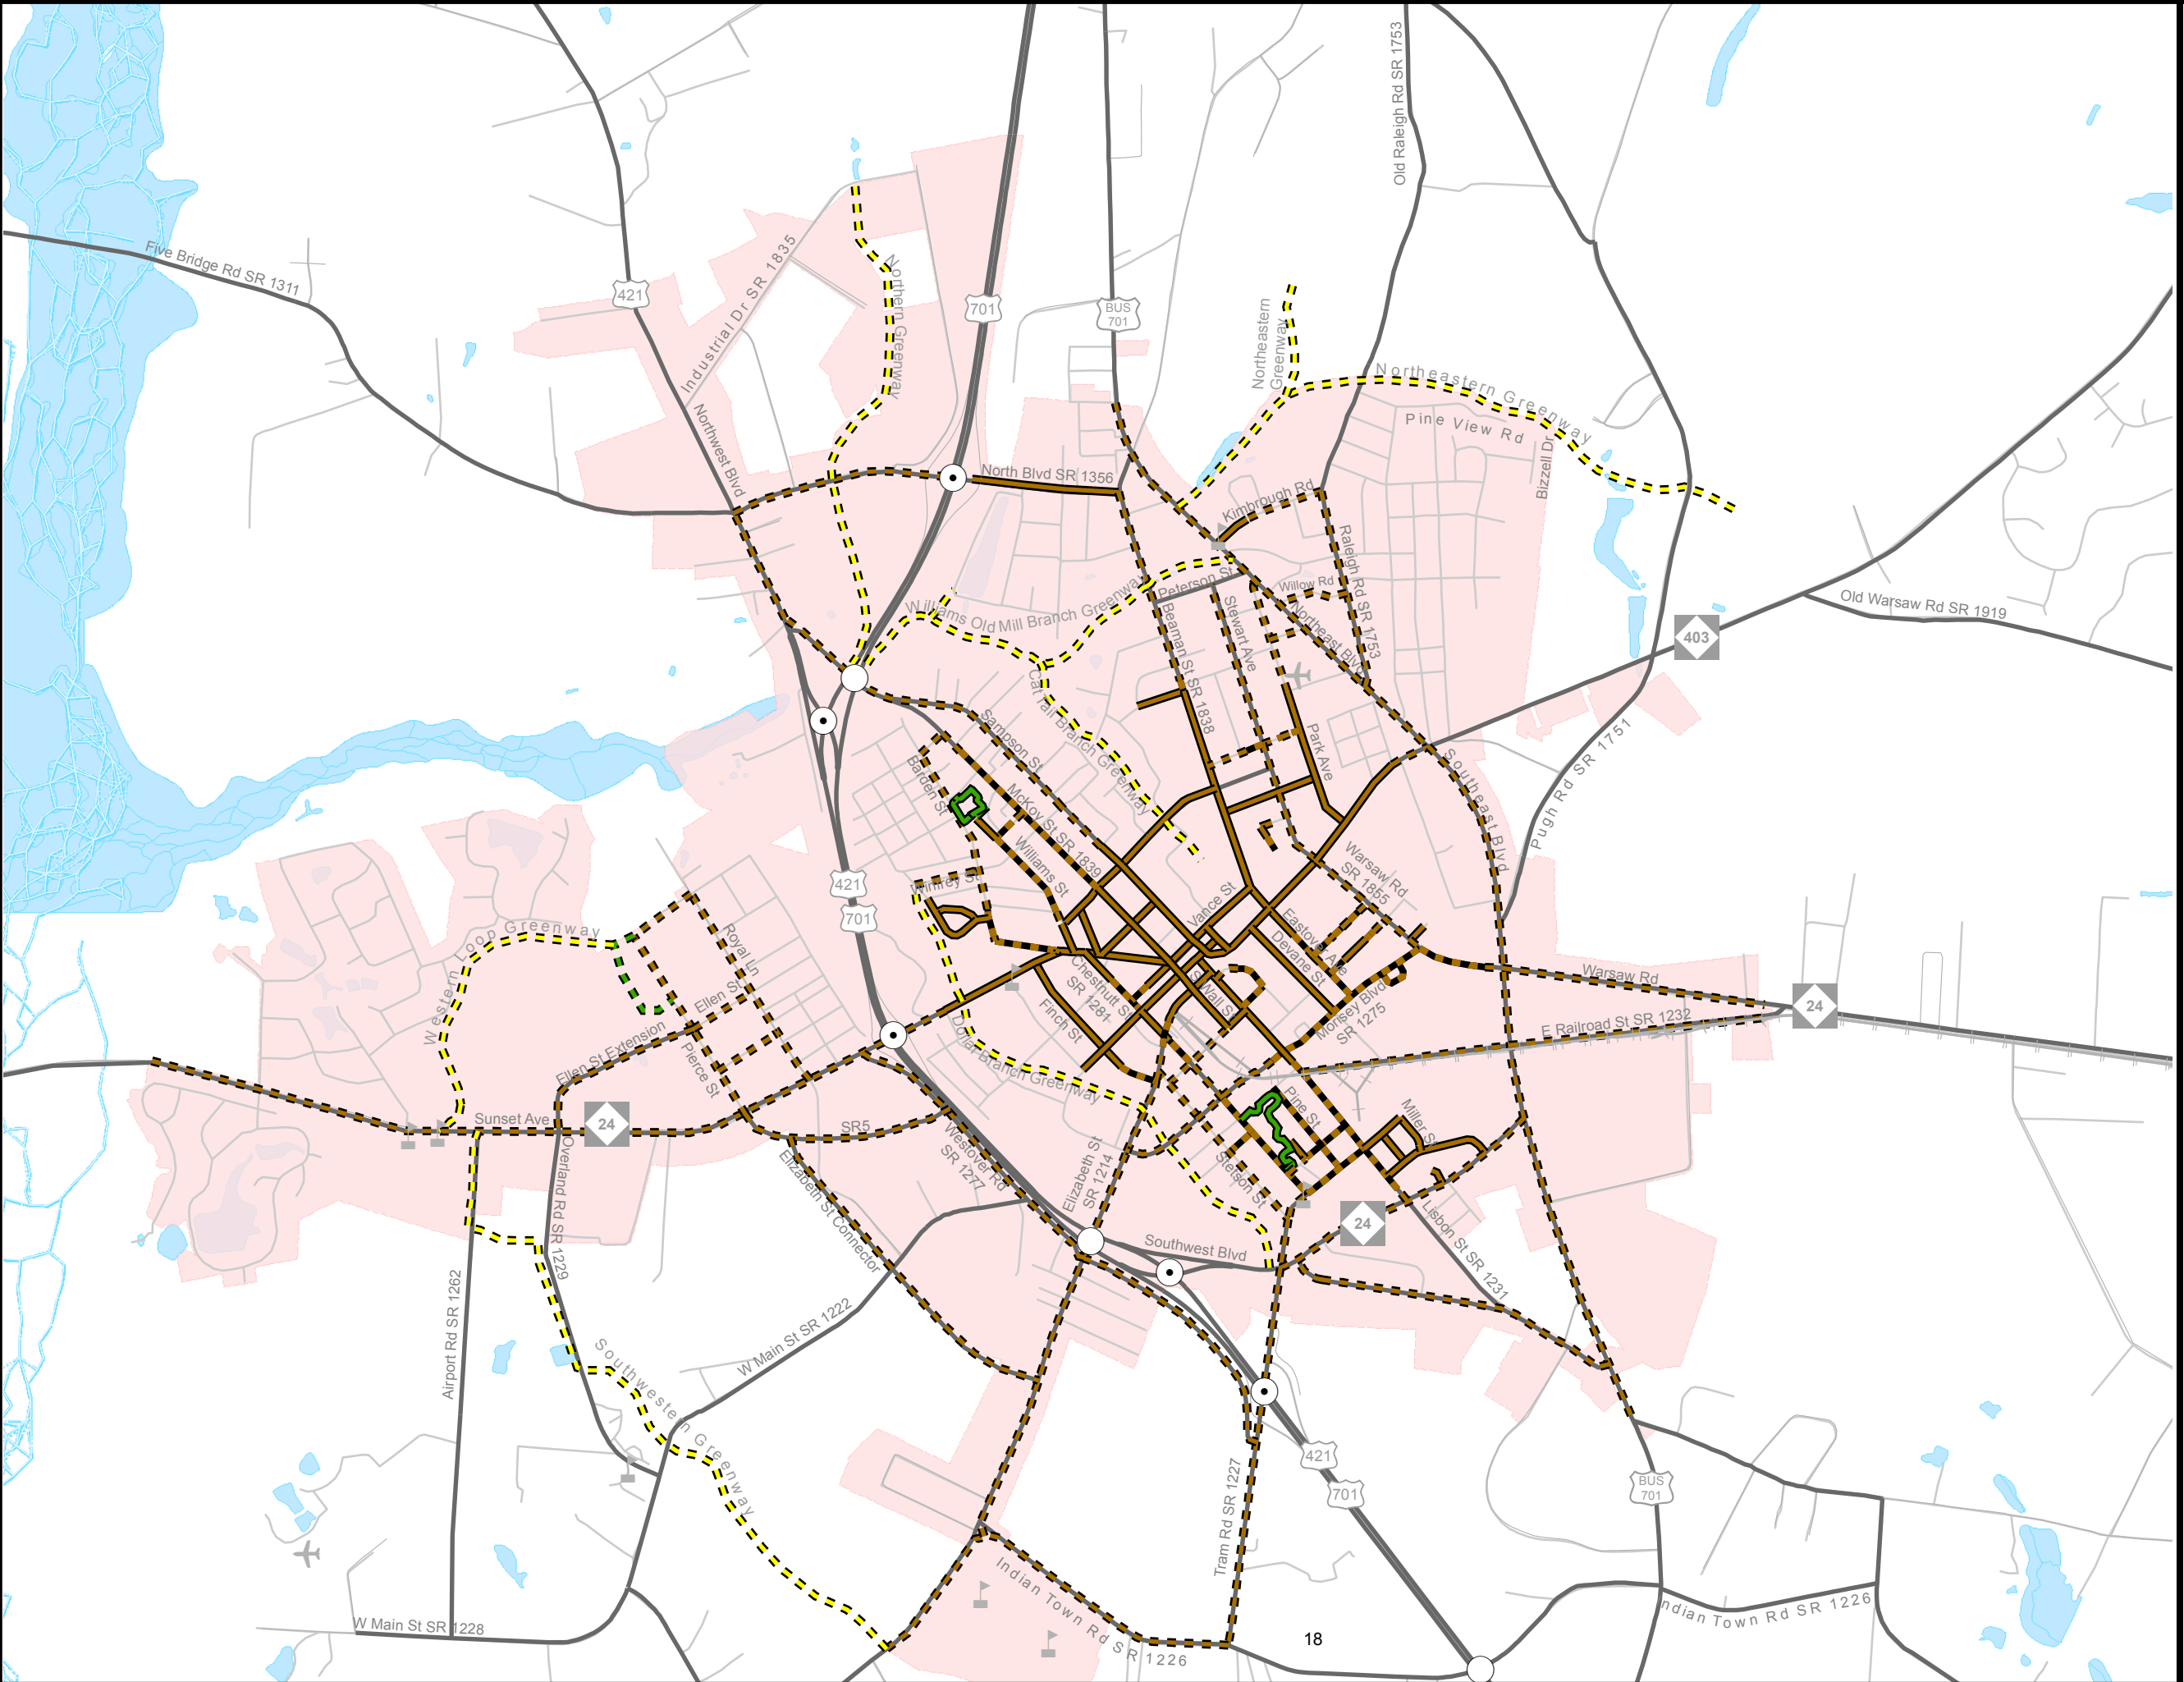 Old Raleigh Rd SR 1753
Five Bridge Rd SR 1311
421
Industrial Dr SR 1835
Northern Greenway
701
BUS
701
Northeastern
Greenway
Northeastern Greenway
Pine View Rd
Bizzell Dr
Northwest Blvd
North Blvd SR 1356
Kimbrough Rd
Raleigh Rd SR 1753
Peterson St
Willow Rd
Williams Old Mill Branch Greenway
Beaman St SR 1838
Stewart Ave
Northeast Blvd
403
Old Warsaw Rd SR 1919
Cat Tail Branch Greenway
Sampson St
Park Ave
Southeast Blvd
Pugh Rd SR 1751
Barden St
McKoy St SR 1839
Williams St
Warsaw Rd
SR 1855
421
701
Winfrey St
Vance St
Eastover Ave
Devane St
Western Loop Greenway
Royal Ln
Ellen St
Chestnutt St
SR 1281
Wall St
Warsaw Rd
24
Finch St
Morisey Blvd
SR 1275
E Railroad St SR 1232
Ellen St Extension
Pierce St
Dollar Branch Greenway
Sunset Ave
24
SR5
Pine St
Miller St
Overland Rd SR 1229
Elizabeth St Connector
Westover Rd
SR 1277
Elizabeth St
SR 1214
Stetson St
24
Lisbon St SR 1231
Southwest Blvd
Airport Rd SR 1262
W Main St SR 1222
Southwestern Greenway
421
701
BUS
701
Tram Rd SR 1227
Indian Town Rd SR 1226
ndian Town Rd SR 1226
W Main St SR 1228
18